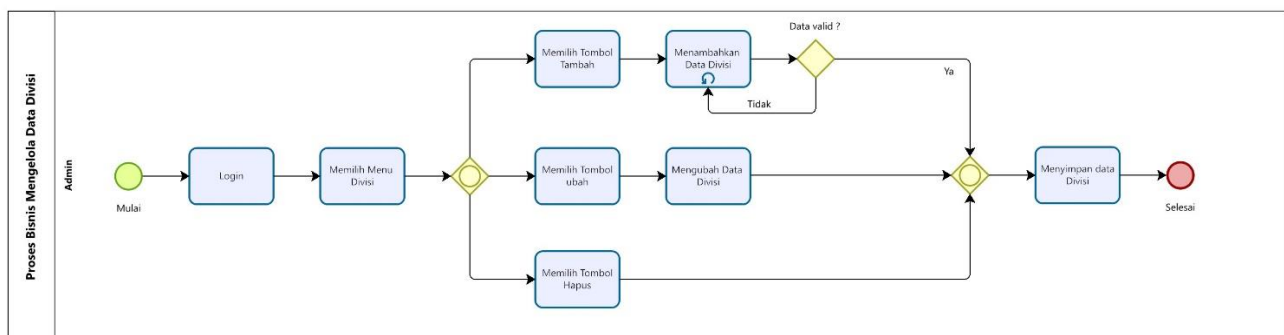 Proses Bisnis Mengelola Data Divisi
Admin
Mulai
Login
Memilih Menu
Divisi
Memilih Tombol
Tambah
Menambahkan
Data Divisi
Data valid ?
Tidak
Ya
Memilih Tombol
ubah
Mengubah Data
Divisi
Memilih Tombol
Hapus
Menyimpan data
Divisi
Selesai